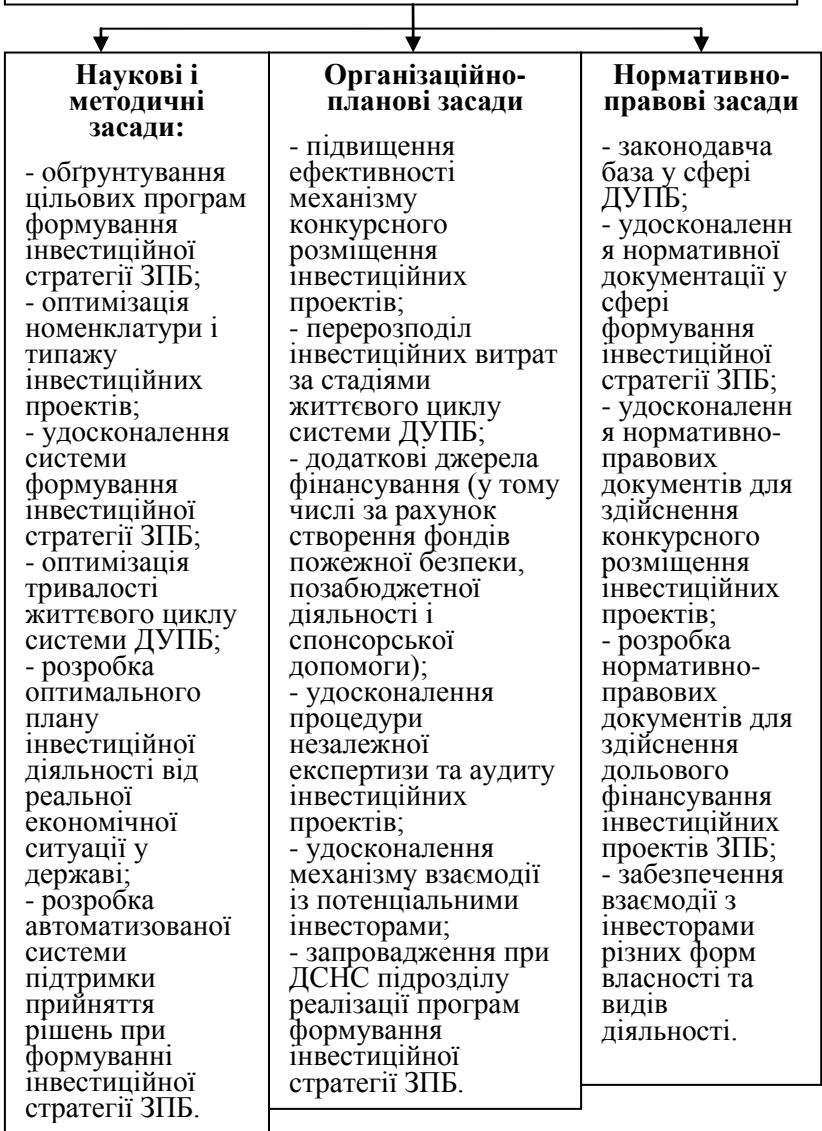 Наукові і
методичні
засади:
- обґрунтування
цільових програм
формування
інвестиційної
стратегії ЗПБ;
- оптимізація
номенклатури і
типажу
інвестиційних
проектів;
- удосконалення
системи
формування
інвестиційної
стратегії ЗПБ;
- оптимізація
тривалості
життєвого циклу
системи ДУПБ;
- розробка
оптимального
плану
інвестиційної
діяльності від
реальної
економічної
ситуації у
державі;
- розробка
автоматизованої
системи
підтримки
прийняття
рішень при
формуванні
інвестиційної
стратегії ЗПБ.
Організаційно-
планові засади
- підвищення
ефективності
механізму
конкурсного
розміщення
інвестиційних
проектів;
- перерозподіл
інвестиційних витрат
за стадіями
життєвого циклу
системи ДУПБ;
- додаткові джерела
фінансування (у тому
числі за рахунок
створення фондів
пожежної безпеки,
позабюджетної
діяльності і
спонсорської
допомоги);
- удосконалення
процедури
незалежної
експертизи та аудиту
інвестиційних
проектів;
- удосконалення
механізму взаємодії
із потенціальними
інвесторами;
- запровадження при
ДСНС підрозділу
реалізації програм
формування
інвестиційної
стратегії ЗПБ.
Нормативно-
правові засади
- законодавча
база у сфері
ДУПБ;
- удосконаленн
я нормативної
документації у
сфері
формування
інвестиційної
стратегії ЗПБ;
- удосконаленн
я нормативно-
правових
документів для
здійснення
конкурсного
розміщення
інвестиційних
проектів;
- розробка
нормативно-
правових
документів для
здійснення
дольового
фінансування
інвестиційних
проектів ЗПБ;
- забезпечення
взаємодії з
інвесторами
різних форм
власності та
видів
діяльності.